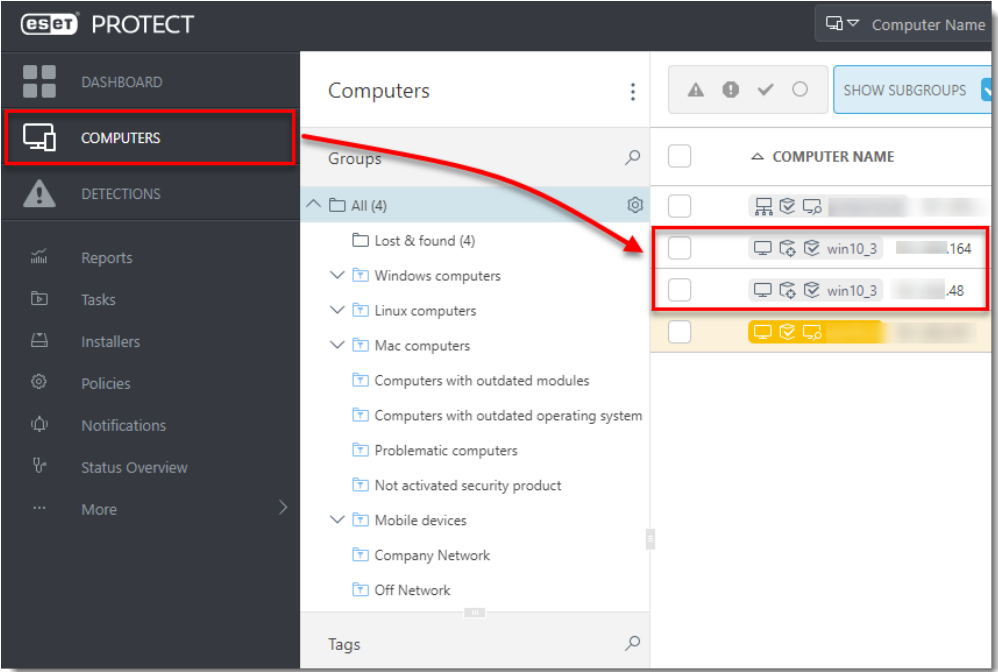 eset PROTECT
Computer Name
DASHBOARD
COMPUTERS
DETECTIONS
Reports
Tasks
Installers
Policies
Notifications
Status Overview
More
Computers
Groups
All (4)
Lost & found (4)
Windows computers
Linux computers
Mac computers
Computers with outdated modules
Computers with outdated operating system
Problematic computers
Not activated security product
Mobile devices
Company Network
Off Network
Tags
SHOW SUBGROUPS
COMPUTER NAME
win10_3 .164
win10_3 .48